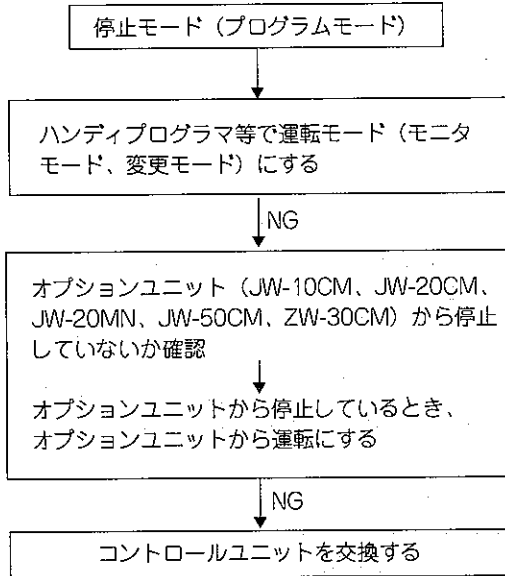 停止モード（プログラムモード）
ハンディプログラマ等で運転モード（モニタ
モード、変更モード）にする
NG
オプションユニット（JW-10CM、JW-20CM、
JW-20MN、JW-50CM、ZW-30CM）から停止
していないか確認
オプションユニットから停止しているとき、
オプションユニットから運転にする
NG
コントロールユニットを交換する